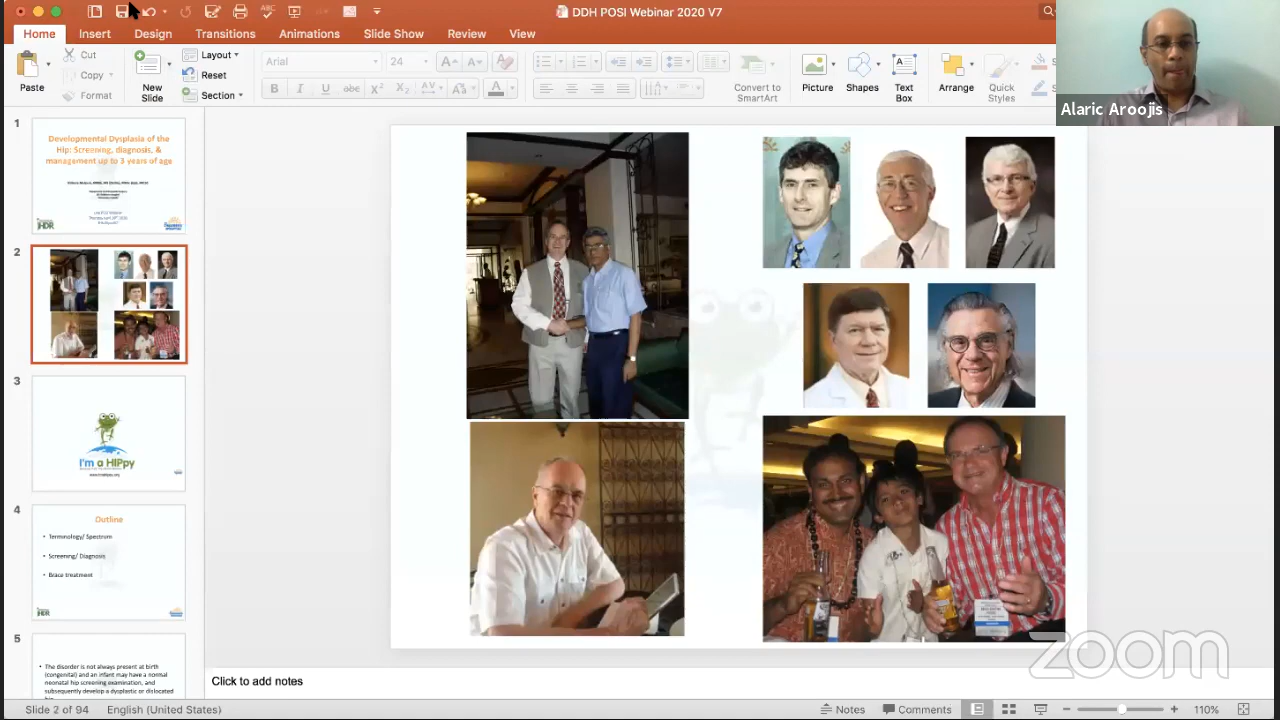 DDH POSI Webinar 2020 V7
Home Insert Design Transitions Animations Slide Show Review View
Paste
Cut
Copy
Format
New
Slide
Layout
Reset
Section
Arial 24
B I U abc X² X₂ AV Aa A
Convert to
SmartArt
Picture
Shapes
Text
Box
Arrange
Quick
Styles
Alaric Aroojis
1
Developmental Dysplasia of the
Hip: Screening, diagnosis, &
management up to 3 years of age
2
3
I'm a HIPpy
4
Outline
• Terminology/ Spectrum
• Screening/ Diagnosis
• Brace treatment
5
• The disorder is not always present at birth
(congenital) and an infant may have a normal
neonatal hip screening examination, and
subsequently develop a dysplastic or dislocated
Click to add notes
zoom
Slide 2 of 94 English (United States) Notes Comments 110%